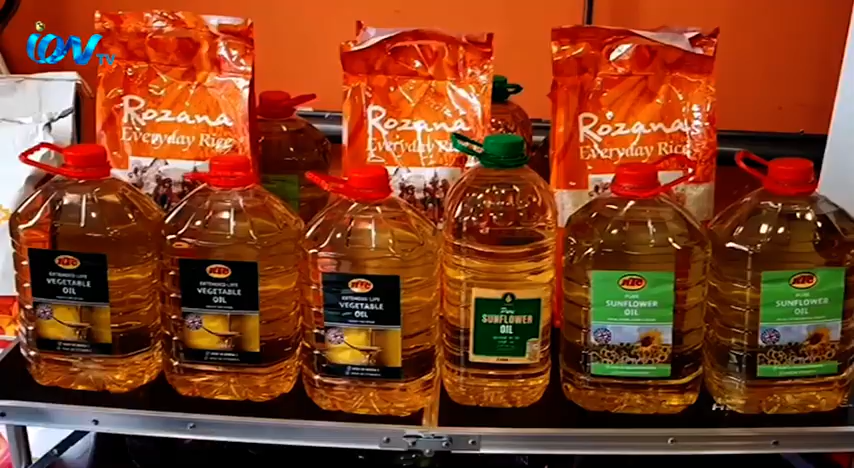 iOV TV
Rozana
Everyday Rice
Rozana
Everyday Rice
Rozana
Everyday Rice
KTC
EXTENDED LIFE
VEGETABLE
OIL
KTC
EXTENDED LIFE
VEGETABLE
OIL
KTC
EXTENDED LIFE
VEGETABLE
OIL
Pure
SUNFLOWER
OIL
KTC
PURE
SUNFLOWER
OIL
KTC
PURE
SUNFLOWER
OIL